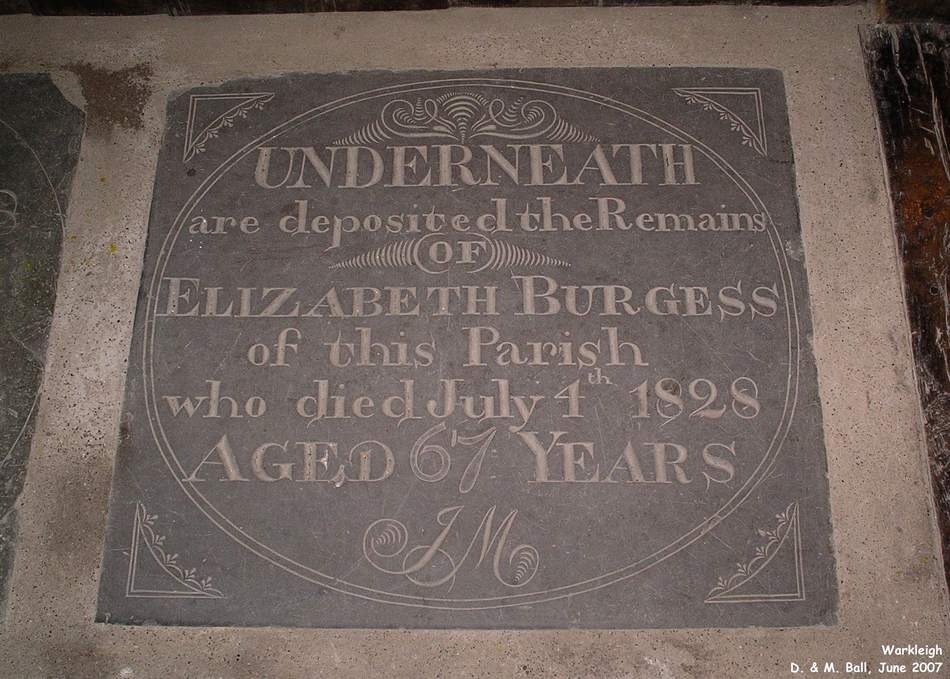 UNDERNEATH
are deposited the Remains
OF
ELIZABETH BURGESS
of this Parish
who died July 4th 1828
AGED 67 YEARS
JM
Warkleigh
D. & M. Ball, June 2007